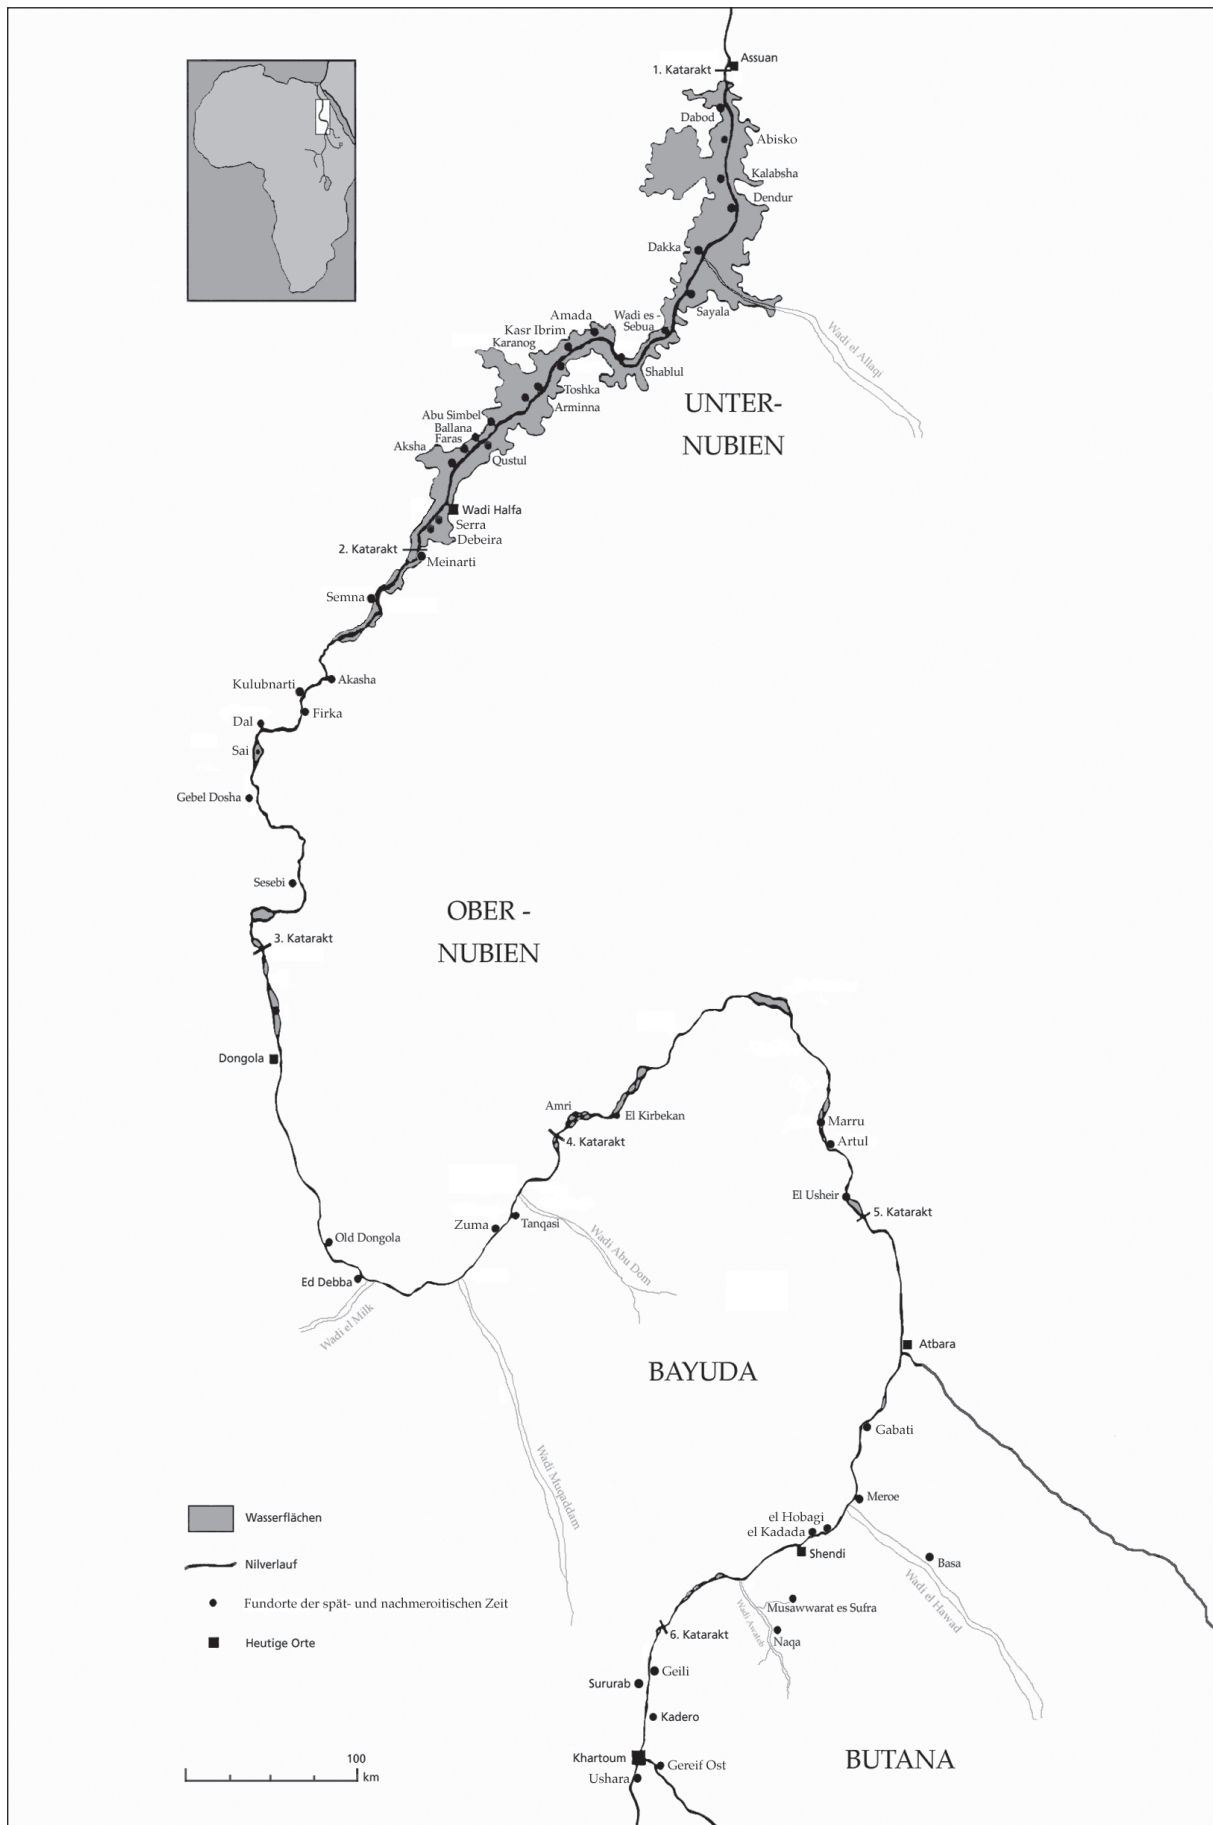 Assuan
1. Katarakt
Dabod
Abisko
Kalabsha
Dendur
Dakka
Sayala
Wadi el Allaqi
Amada
Wadi es -
Sebua
Kasr Ibrim
Karanog
Shablul
Toshka
Arminna
UNTER-
NUBIEN
Abu Simbel
Ballana
Faras
Aksha
Qustul
Wadi Halfa
Serra
Debeira
2. Katarakt
Meinarti
Semna
Akasha
Kulubnarti
Firka
Dal
Sai
Gebel Dosha
Sesebi
OBER -
NUBIEN
3. Katarakt
Dongola
Amri
El Kirbekan
4. Katarakt
Marru
Artul
El Usheir
5. Katarakt
Zuma
Tanqasi
Wadi Abu Dom
Old Dongola
Ed Debba
Wadi el Milk
Atbara
BAYUDA
Gabati
Wadi Muqaddam
Meroe
el Hobagi
el Kadada
Shendi
Basa
Wadi el Hawad
Musawwarat es Sufra
Wadi Awateb
Naqa
6. Katarakt
Geili
Sururab
Kadero
Khartoum
Gereif Ost
Ushara
BUTANA
Wasserflächen
Nilverlauf
Fundorte der spät- und nachmeroitischen Zeit
Heutige Orte
100
km